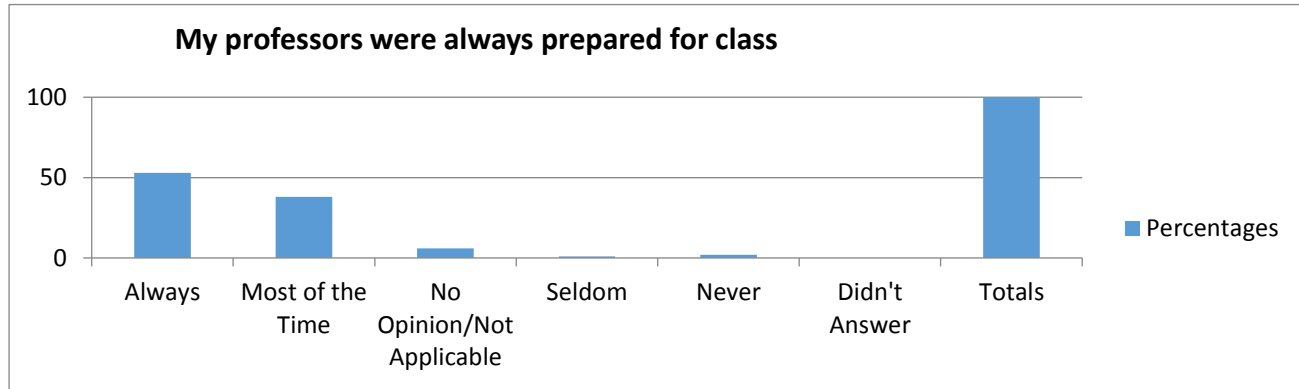 My professors were always prepared for class
100
50
0
Always
Most of the
Time
No
Opinion/Not
Applicable
Seldom
Never
Didn't
Answer
Totals
Percentages